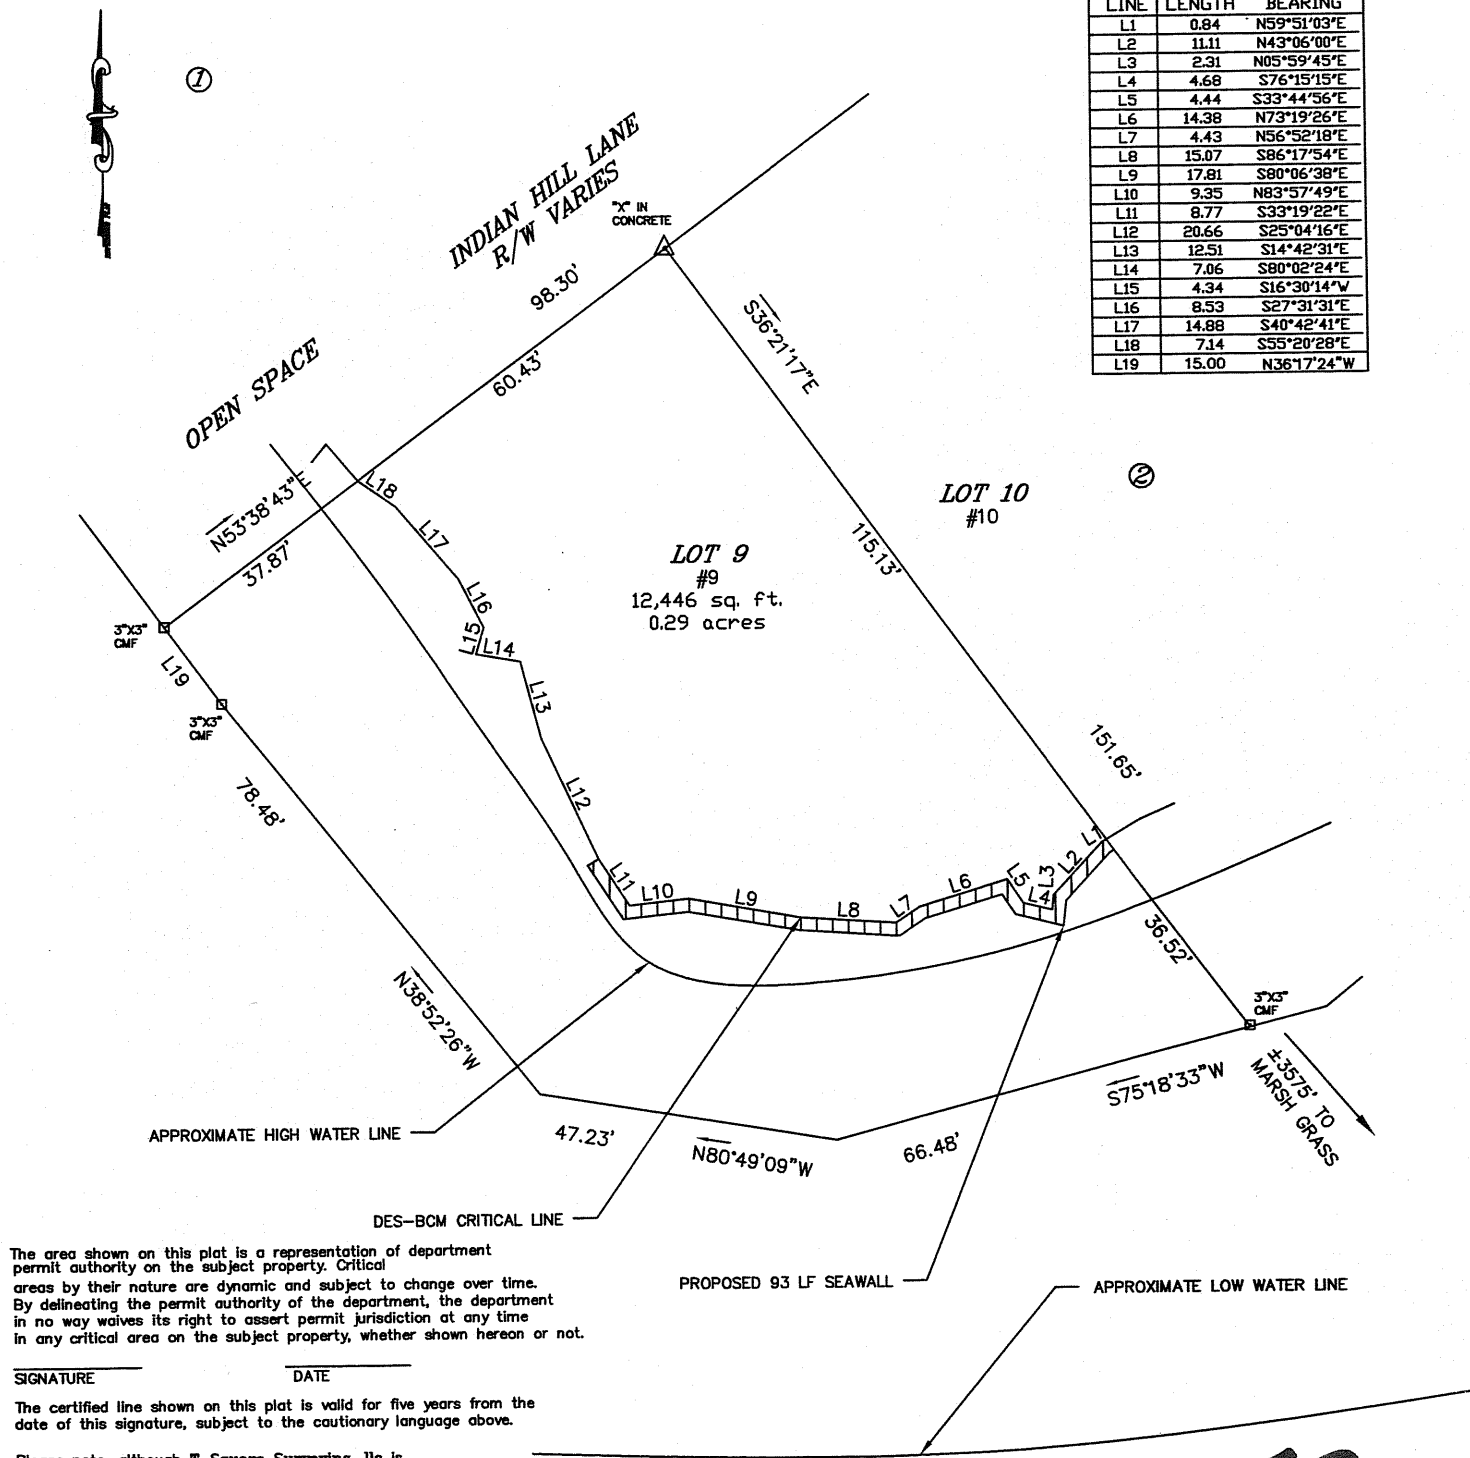 LINE LENGTH BEARING
L1 0.84 N59°51'03"E
L2 11.11 N43°06'00"E
L3 2.31 N05°59'45"E
L4 4.68 S76°15'15"E
L5 4.44 S33°44'56"E
L6 14.38 N73°19'26"E
L7 4.43 N56°52'18"E
L8 15.07 S86°17'54"E
L9 17.81 S80°06'38"E
L10 9.35 N83°57'49"E
L11 8.77 S33°19'22"E
L12 20.66 S25°04'16"E
L13 12.51 S14°42'31"E
L14 7.06 S80°02'24"E
L15 4.34 S16°30'14"W
L16 8.53 S27°31'31"E
L17 14.88 S40°42'41"E
L18 7.14 S55°20'28"E
L19 15.00 N36°17'24"W
1
INDIAN HILL LANE
R/W VARIES
"X" IN
CONCRETE
98.30'
60.43'
S36°21'17"E
OPEN SPACE
N53°38'43"E
37.87'
LOT 10
#10
2
115.13'
LOT 9
#9
12,446 sq. ft.
0.29 acres
L18
L17
L16
L15
L14
L13
L12
L11
L10
L9
L8
L7
L6
L5
L4
L3
L2
L1
3"X3"
CMF
L19
3"X3"
CMF
78.48'
N38°52'26"W
151.65'
36.52'
3"X3"
CMF
±3575' TO
MARSH GRASS
S75°18'33"W
66.48'
N80°49'09"W
47.23'
APPROXIMATE HIGH WATER LINE
DES-BCM CRITICAL LINE
PROPOSED 93 LF SEAWALL
APPROXIMATE LOW WATER LINE
The area shown on this plat is a representation of department
permit authority on the subject property. Critical
areas by their nature are dynamic and subject to change over time.
By delineating the permit authority of the department, the department
in no way waives its right to assert permit jurisdiction at any time
in any critical area on the subject property, whether shown hereon or not.
SIGNATURE DATE
The certified line shown on this plat is valid for five years from the
date of this signature, subject to the cautionary language above.
Please note, although T Square Surveying, llc is